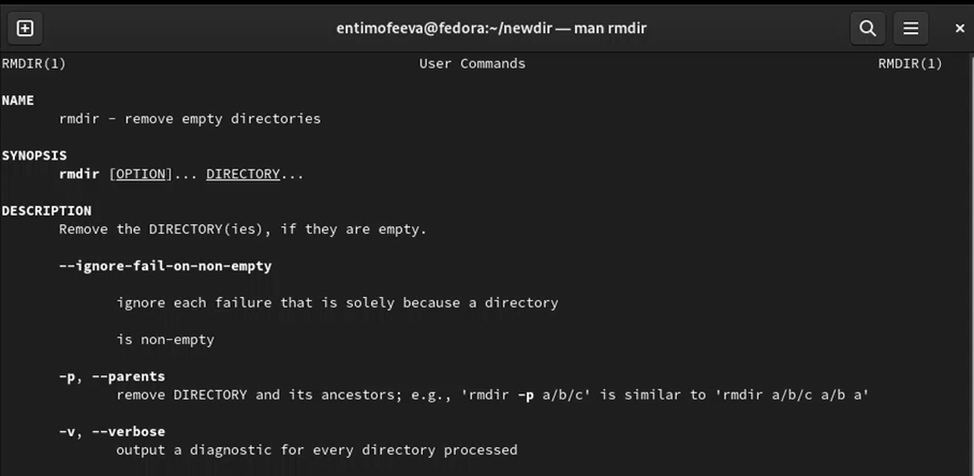 entimofeeva@fedora:~/newdir — man rmdir
RMDIR(1) User Commands RMDIR(1)
NAME
rmdir - remove empty directories
SYNOPSIS
rmdir [OPTION]... DIRECTORY...
DESCRIPTION
Remove the DIRECTORY(ies), if they are empty.
--ignore-fail-on-non-empty
ignore each failure that is solely because a directory
is non-empty
-p, --parents
remove DIRECTORY and its ancestors; e.g., 'rmdir -p a/b/c' is similar to 'rmdir a/b/c a/b a'
-v, --verbose
output a diagnostic for every directory processed